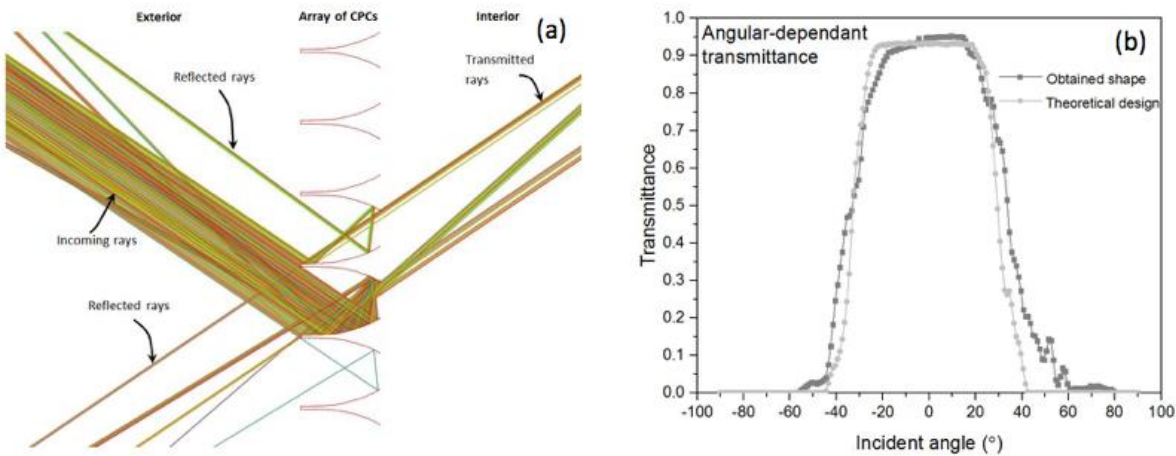 Exterior
Array of CPCs
Interior
(a)
Reflected rays
Transmitted
rays
Incoming rays
Reflected rays
Angular-dependant
transmittance
(b)
Obtained shape
Theoretical design
Transmittance
1.0
0.9
0.8
0.7
0.6
0.5
0.4
0.3
0.2
0.1
0.0
-100 -80 -60 -40 -20 0 20 40 60 80 100
Incident angle (°)